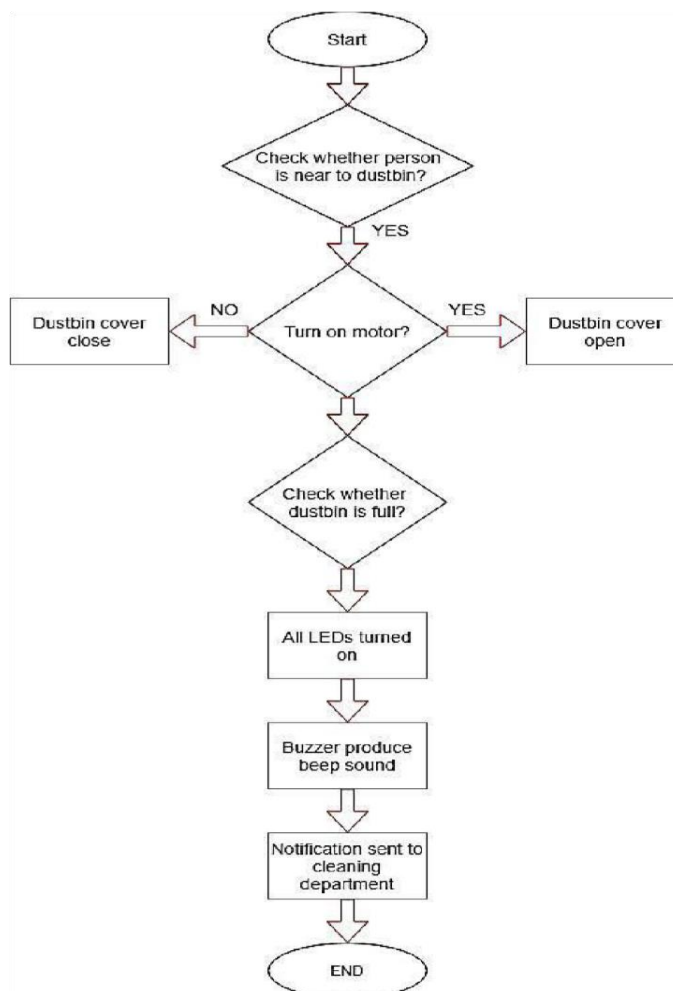 Start
Check whether person
is near to dustbin?
YES
NO
YES
Dustbin cover
close
Turn on motor?
Dustbin cover
open
Check whether
dustbin is full?
All LEDs turned
on
Buzzer produce
beep sound
Notification sent to
cleaning
department
END